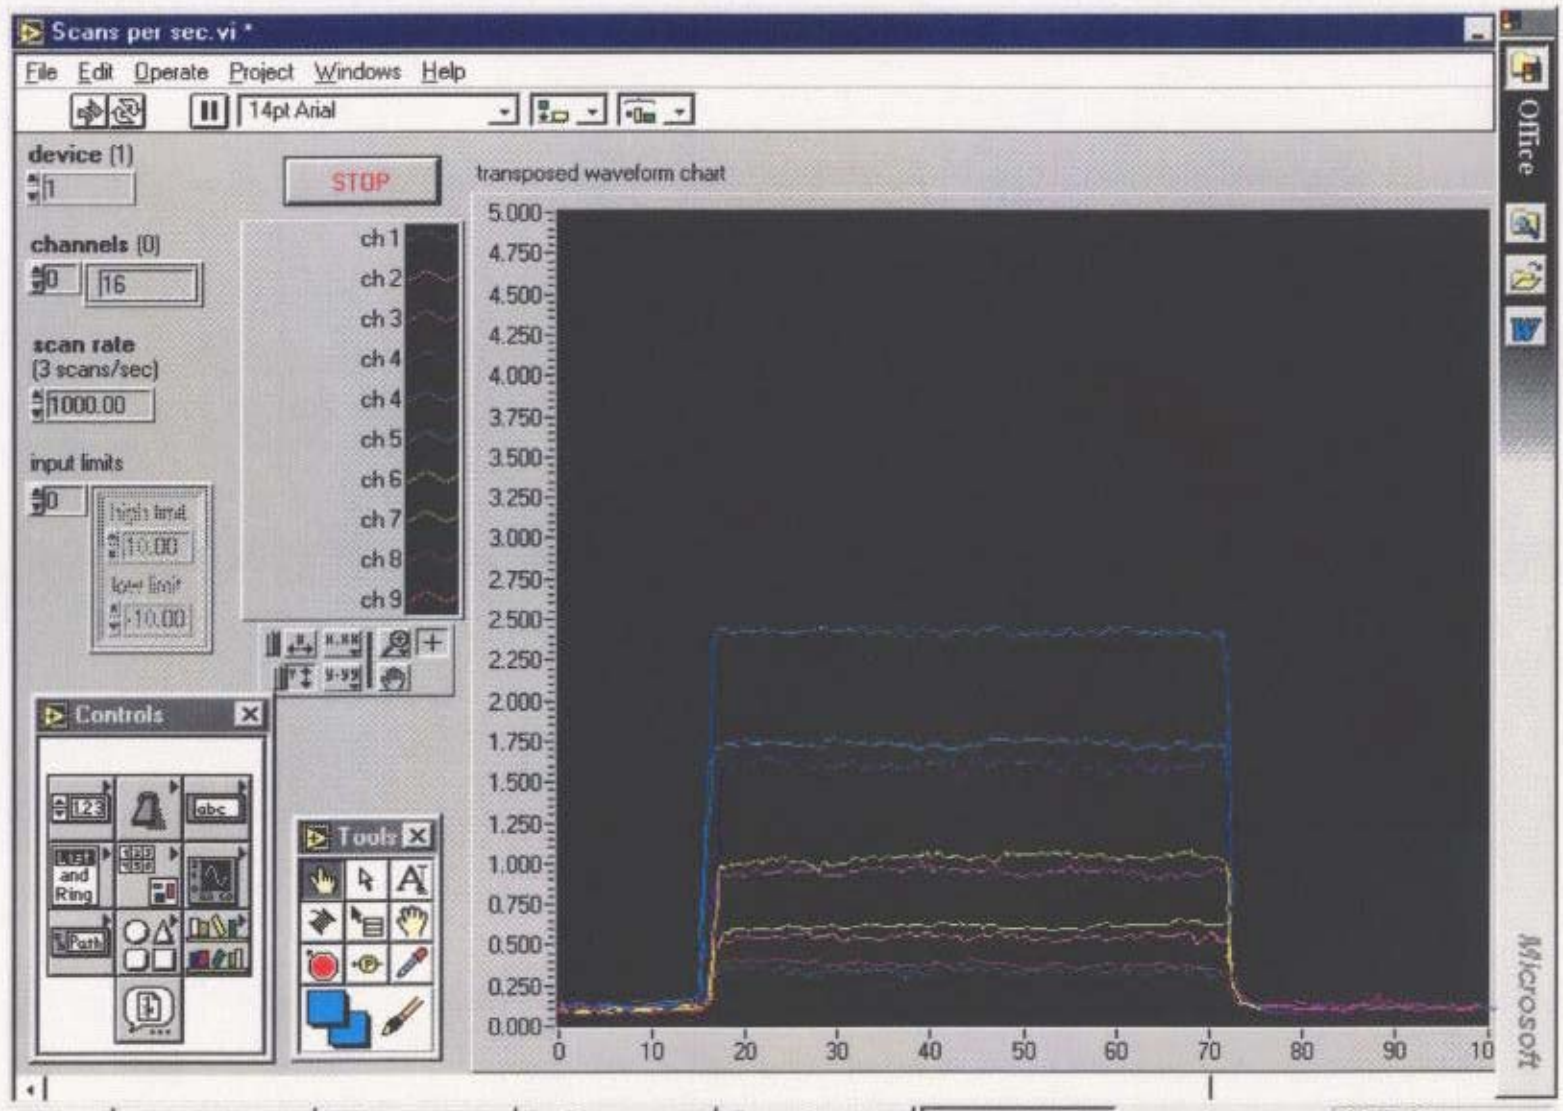 Scans per sec.vi *
File Edit Operate Project Windows Help
14pt Arial
device (1)
1
STOP
channels (0)
0 16
scan rate
(3 scans/sec)
1000.00
input limits
0
high limit
10.00
low limit
-10.00
ch 1
ch 2
ch 3
ch 4
ch 4
ch 5
ch 6
ch 7
ch 8
ch 9
x.xx
y.yy
transposed waveform chart
5.000
4.750
4.500
4.250
4.000
3.750
3.500
3.250
3.000
2.750
2.500
2.250
2.000
1.750
1.500
1.250
1.000
0.750
0.500
0.250
0.000
0 10 20 30 40 50 60 70 80 90 10
Controls
1.23
abc
List
and
Ring
Path
Tools
A
P
Office
W
Microsoft